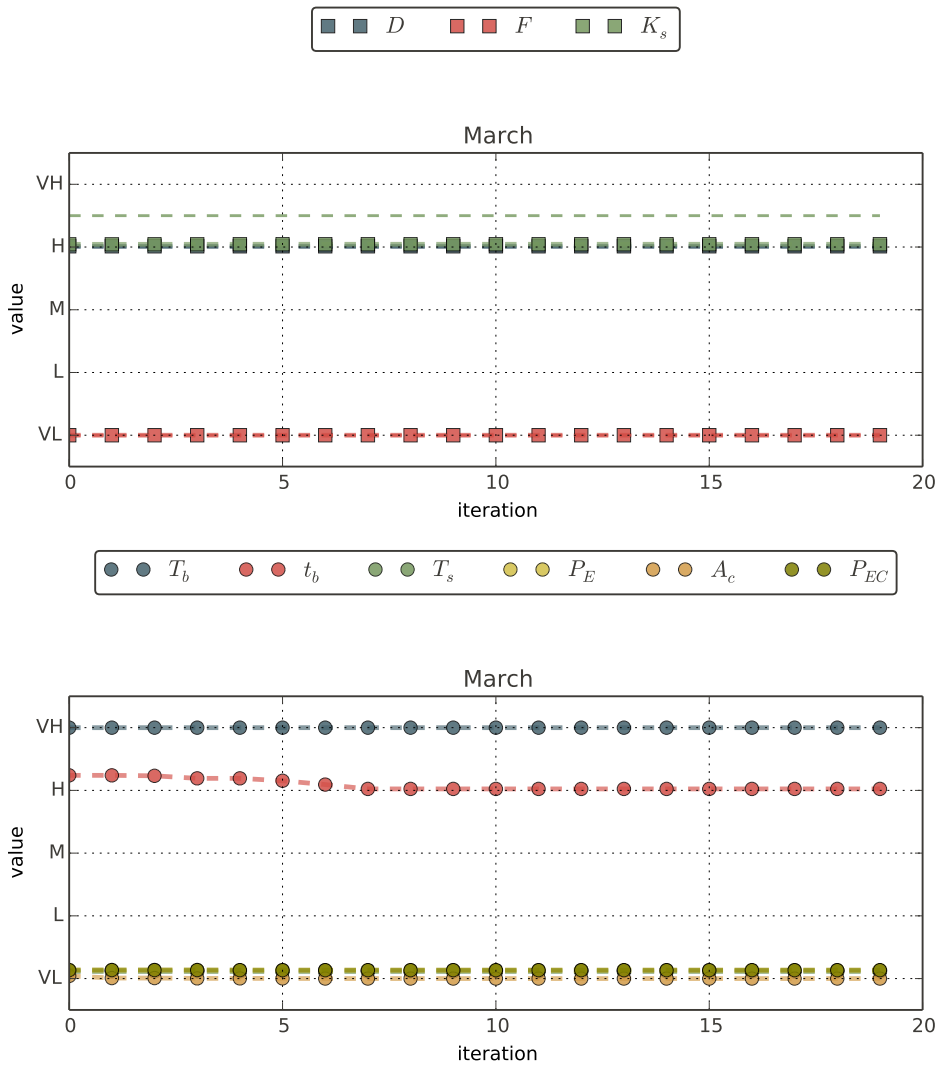 D F K_s
March
VH
H
M
L
VL
value
0 5 10 15 20
iteration
T_b t_b T_s P_E A_c P_EC
March
VH
H
M
L
VL
value
0 5 10 15 20
iteration